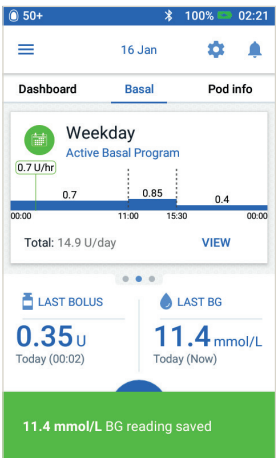 50+ 100% 02:21
16 Jan
Dashboard Basal Pod info
Weekday
Active Basal Program
0.7 U/hr
0.7 0.85 0.4
00:00 11:00 15:30 00:00
Total: 14.9 U/day VIEW
LAST BOLUS LAST BG
0.35 U 11.4 mmol/L
Today (00:02) Today (Now)
11.4 mmol/L BG reading saved